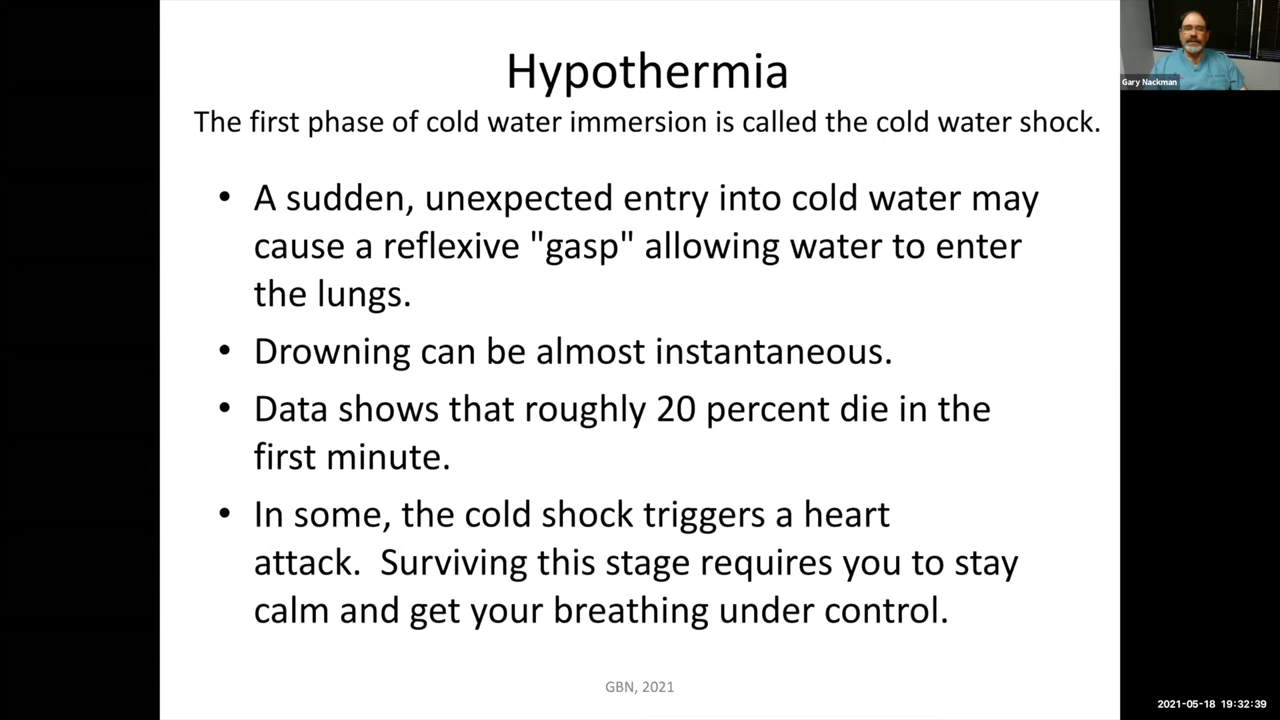 Hypothermia
The first phase of cold water immersion is called the cold water shock.
• A sudden, unexpected entry into cold water may
cause a reflexive "gasp" allowing water to enter
the lungs.
• Drowning can be almost instantaneous.
• Data shows that roughly 20 percent die in the
first minute.
• In some, the cold shock triggers a heart
attack.  Surviving this stage requires you to stay
calm and get your breathing under control.
GBN, 2021
Gary Nackman
2021-05-18 19:32:39